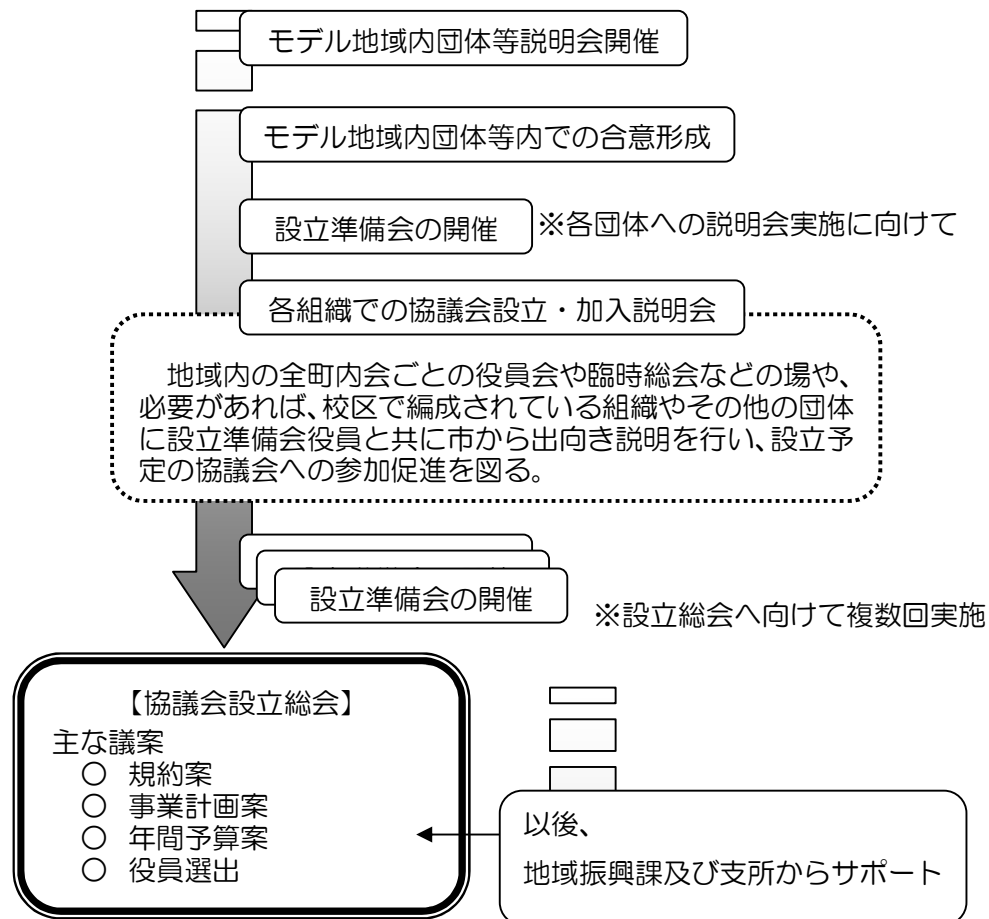 モデル地域内団体等説明会開催
モデル地域内団体等内での合意形成
設立準備会の開催
※各団体への説明会実施に向けて
各組織での協議会設立・加入説明会
地域内の全町内会ごとの役員会や臨時総会などの場や、
必要があれば、校区で編成されている組織やその他の団体
に設立準備会役員と共に市から出向き説明を行い、設立予
定の協議会への参加促進を図る。
設立準備会の開催
※設立総会へ向けて複数回実施
【協議会設立総会】
主な議案
○ 規約案
○ 事業計画案
○ 年間予算案
○ 役員選出
以後、
地域振興課及び支所からサポート